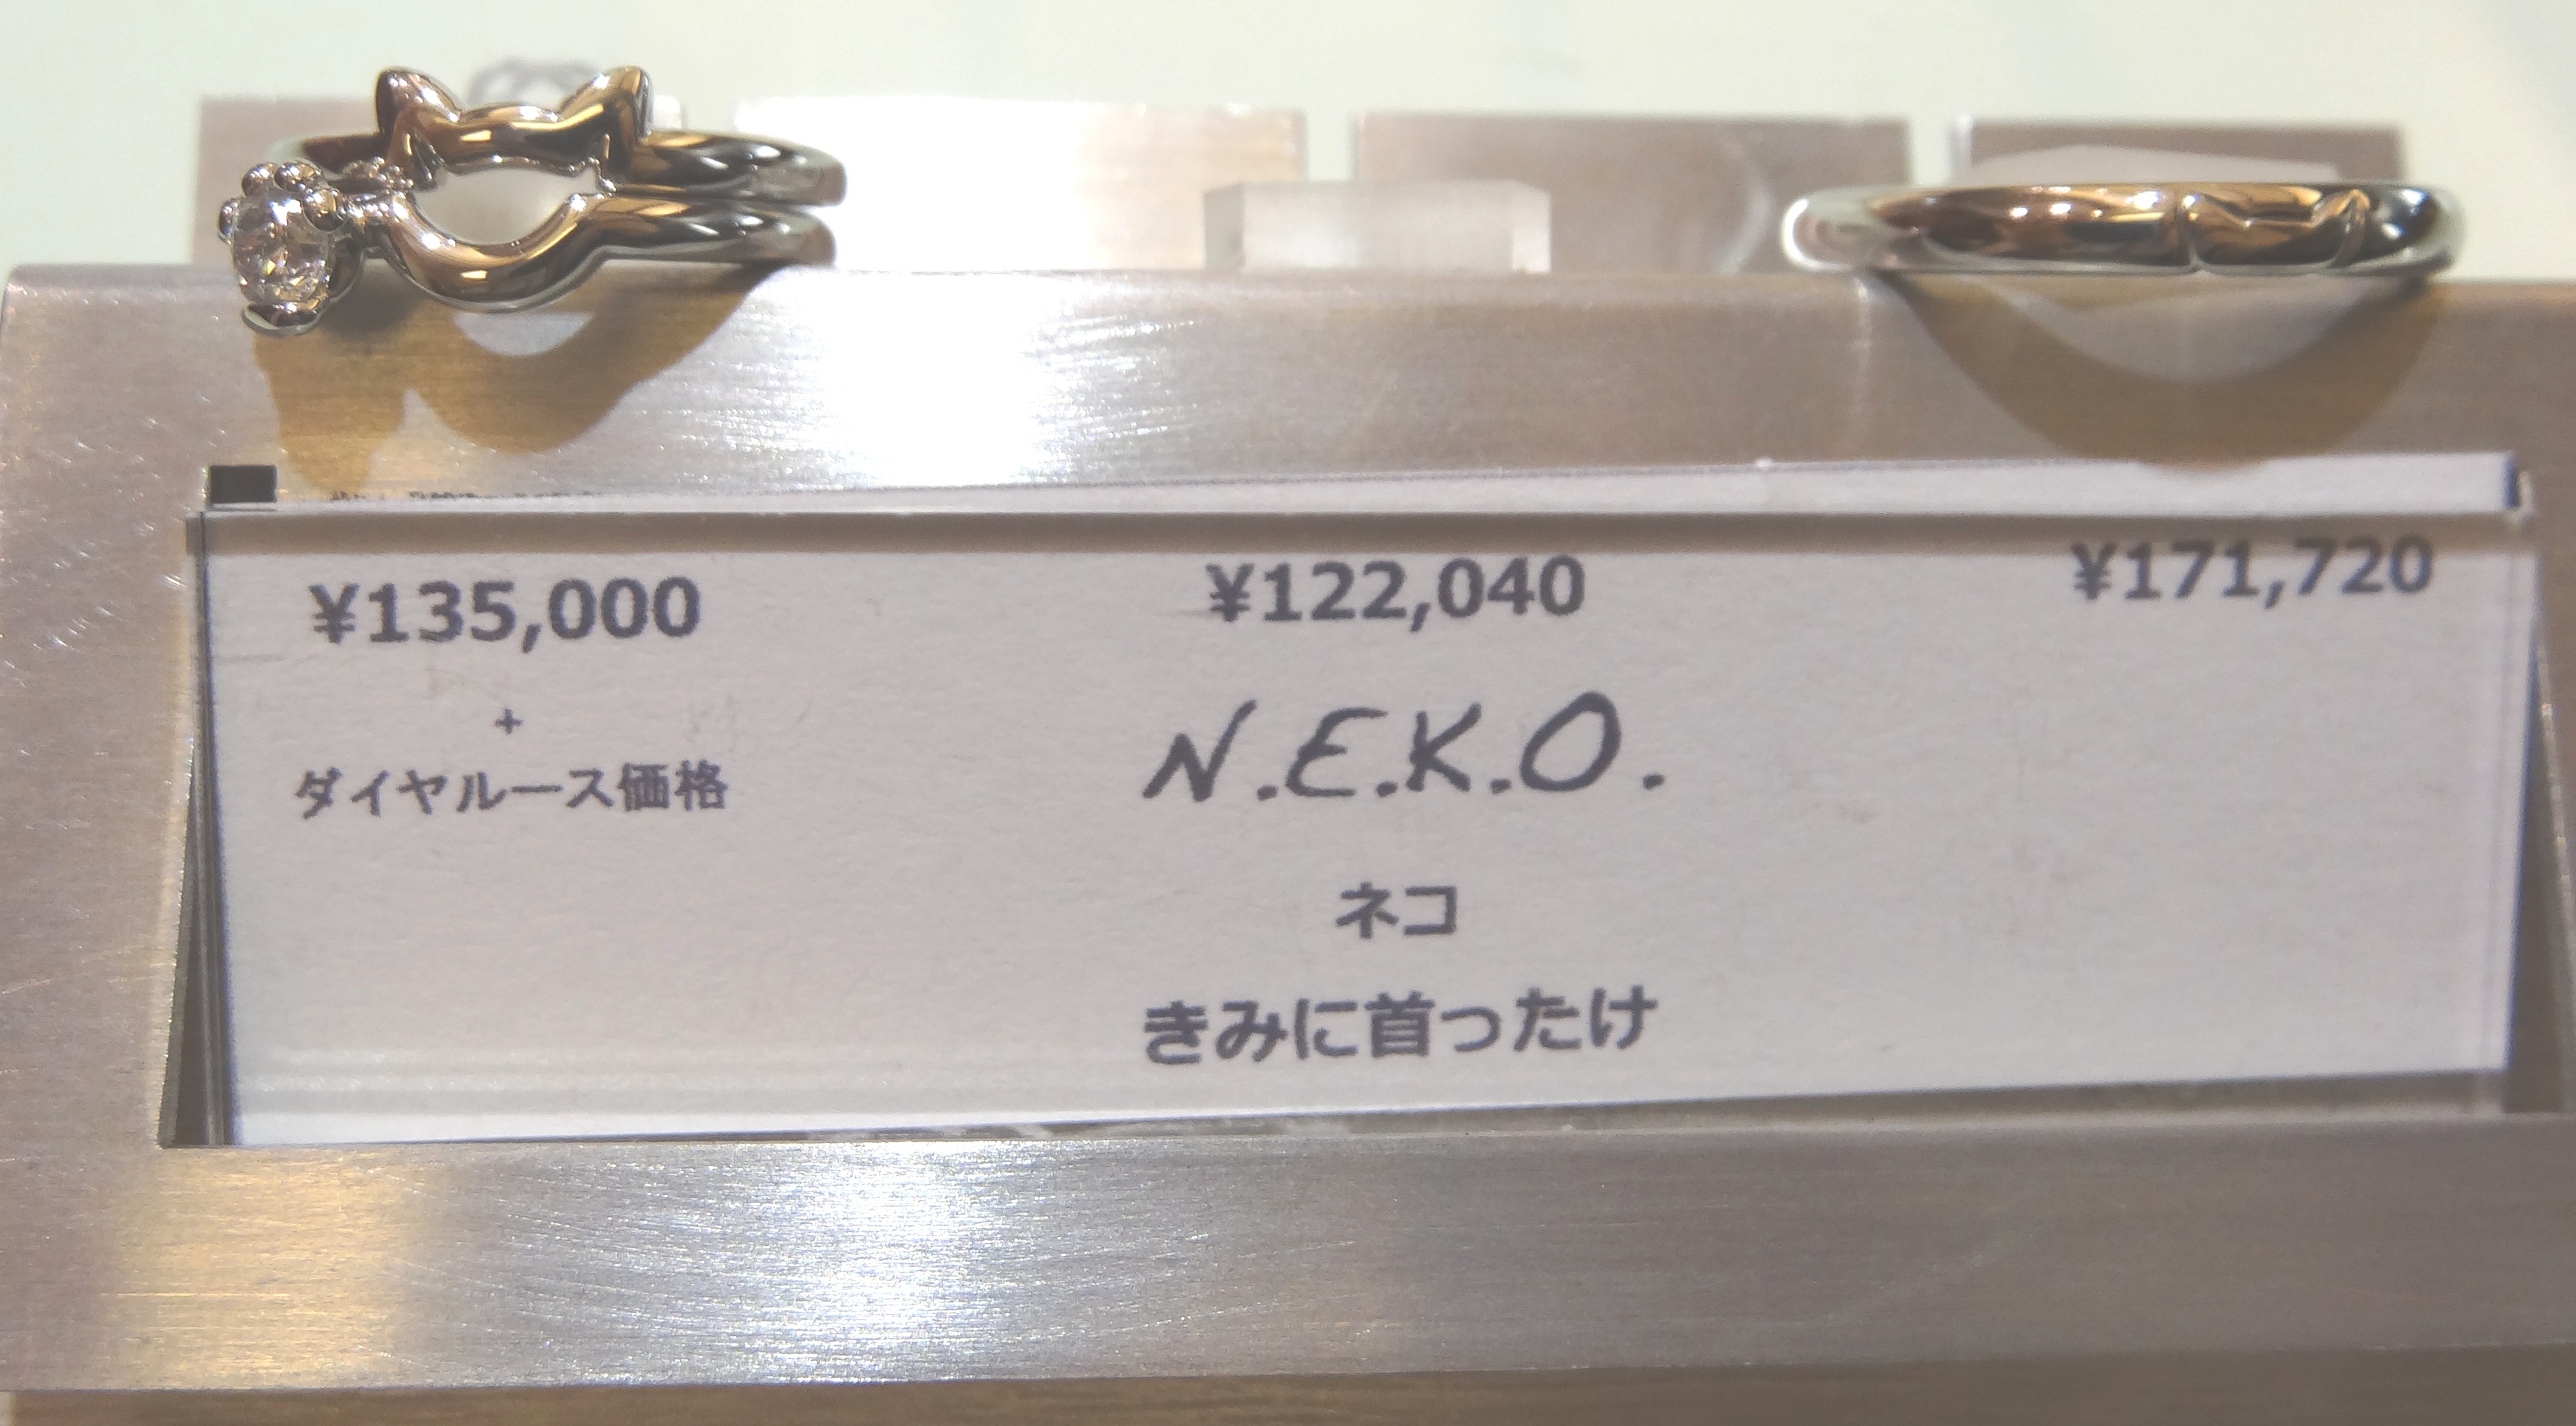 ¥135,000 ¥122,040 ¥171,720
+
ダイヤルース価格
N.E.K.O.
ネコ
きみに首ったけ